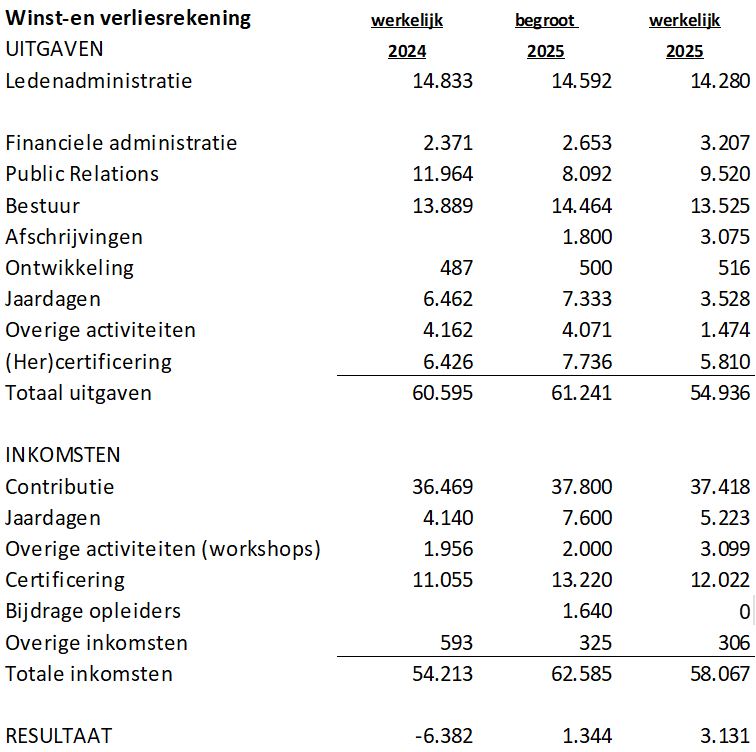 Winst-en verliesrekening werkelijk begroot werkelijk
UITGAVEN 2024 2025 2025
Ledenadministratie 14.833 14.592 14.280
Financiele administratie 2.371 2.653 3.207
Public Relations 11.964 8.092 9.520
Bestuur 13.889 14.464 13.525
Afschrijvingen 1.800 3.075
Ontwikkeling 487 500 516
Jaardagen 6.462 7.333 3.528
Overige activiteiten 4.162 4.071 1.474
(Her)certificering 6.426 7.736 5.810
Totaal uitgaven 60.595 61.241 54.936
INKOMSTEN
Contributie 36.469 37.800 37.418
Jaardagen 4.140 7.600 5.223
Overige activiteiten (workshops) 1.956 2.000 3.099
Certificering 11.055 13.220 12.022
Bijdrage opleiders 1.640 0
Overige inkomsten 593 325 306
Totale inkomsten 54.213 62.585 58.067
RESULTAAT -6.382 1.344 3.131